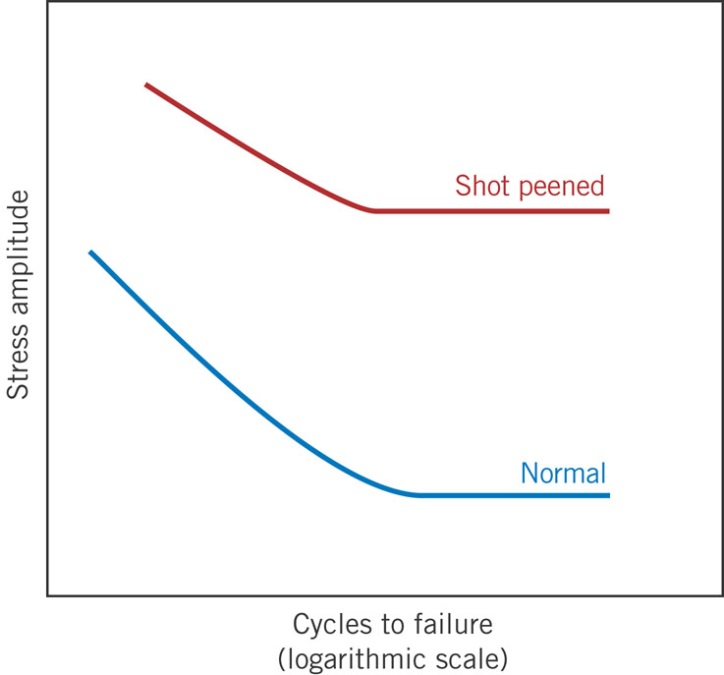 Stress amplitude
Shot peened
Normal
Cycles to failure
(logarithmic scale)